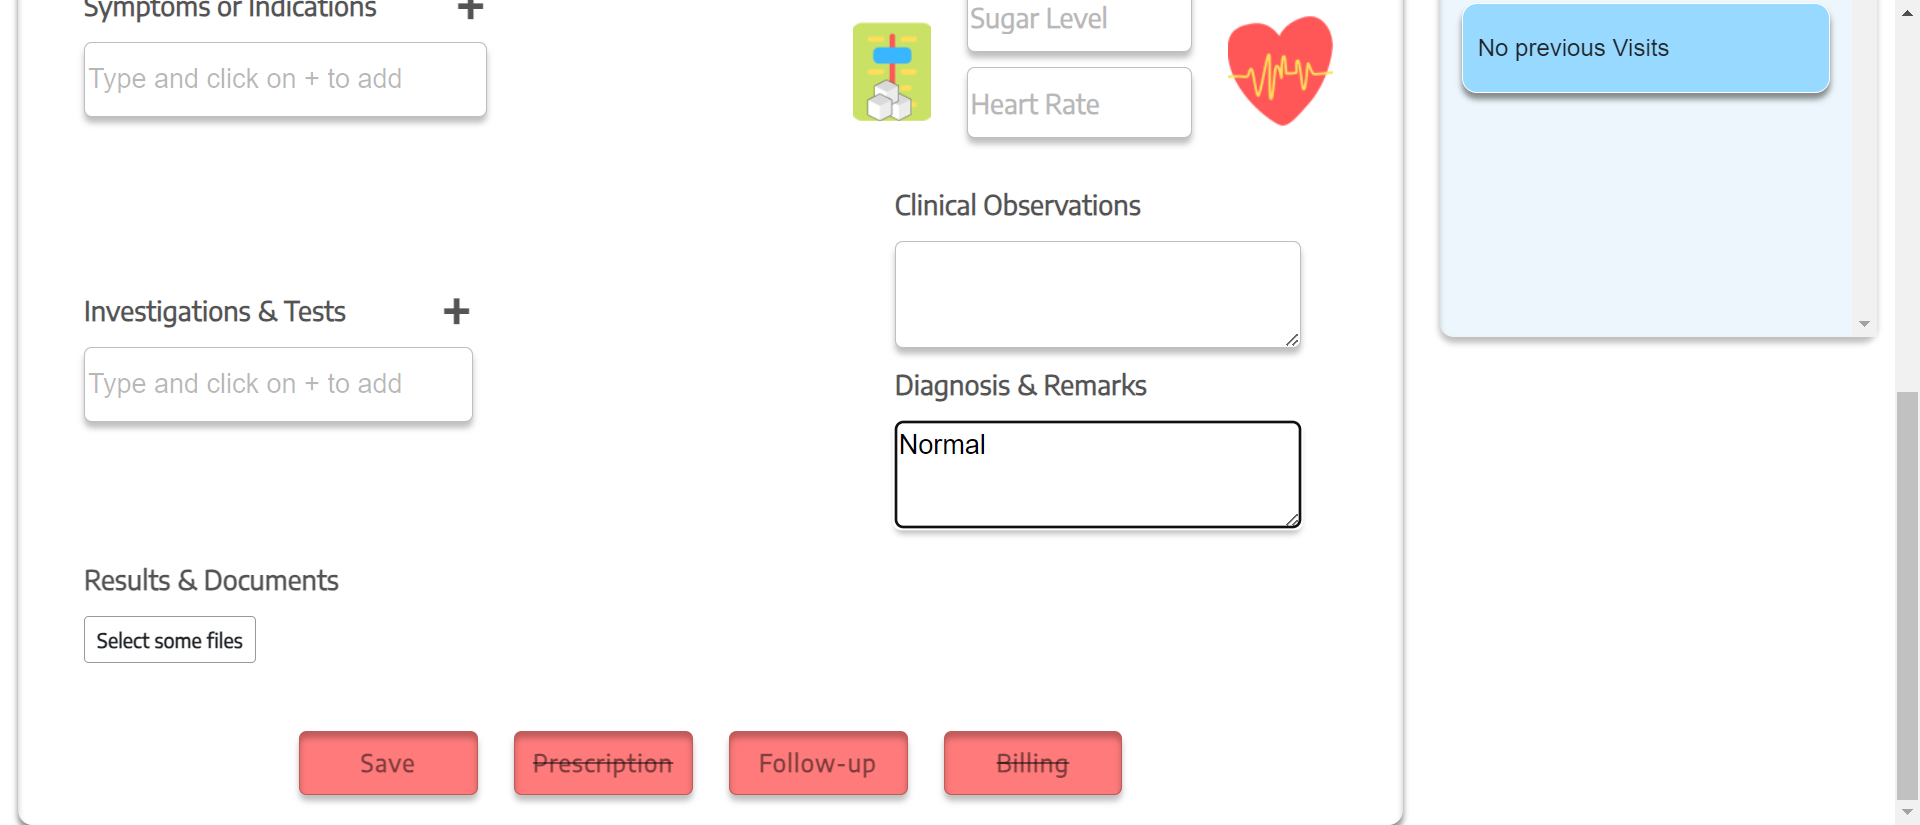 Symptoms or Indications
+
Type and click on + to add
Sugar Level
Heart Rate
Clinical Observations
Investigations & Tests
+
Type and click on + to add
Diagnosis & Remarks
Normal
Results & Documents
Select some files
Save
Prescription
Follow-up
Billing
No previous Visits